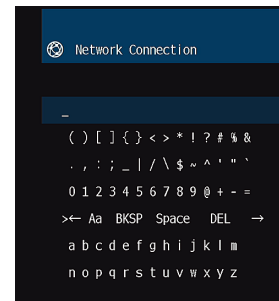 Network Connection
_
( ) [ ] { } < > * ! ? # % &
. , : ; _ | / \ $ ~ ^ ' " `
0 1 2 3 4 5 6 7 8 9 @ + - =
>← Aa BKSP Space DEL →
a b c d e f g h i j k l m
n o p q r s t u v w x y z